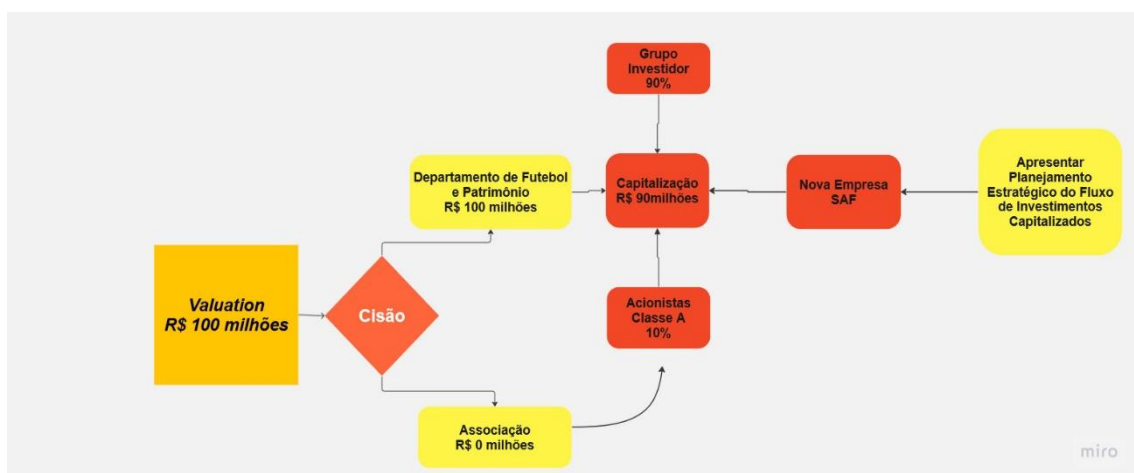 Valuation
R$ 100 milhões
Cisão
Departamento de Futebol
e Patrimônio
R$ 100 milhões
Associação
R$ 0 milhões
Grupo
Investidor
90%
Capitalização
R$ 90milhões
Acionistas
Classe A
10%
Nova Empresa
SAF
Apresentar
Planejamento
Estratégico do Fluxo
de Investimentos
Capitalizados
miro